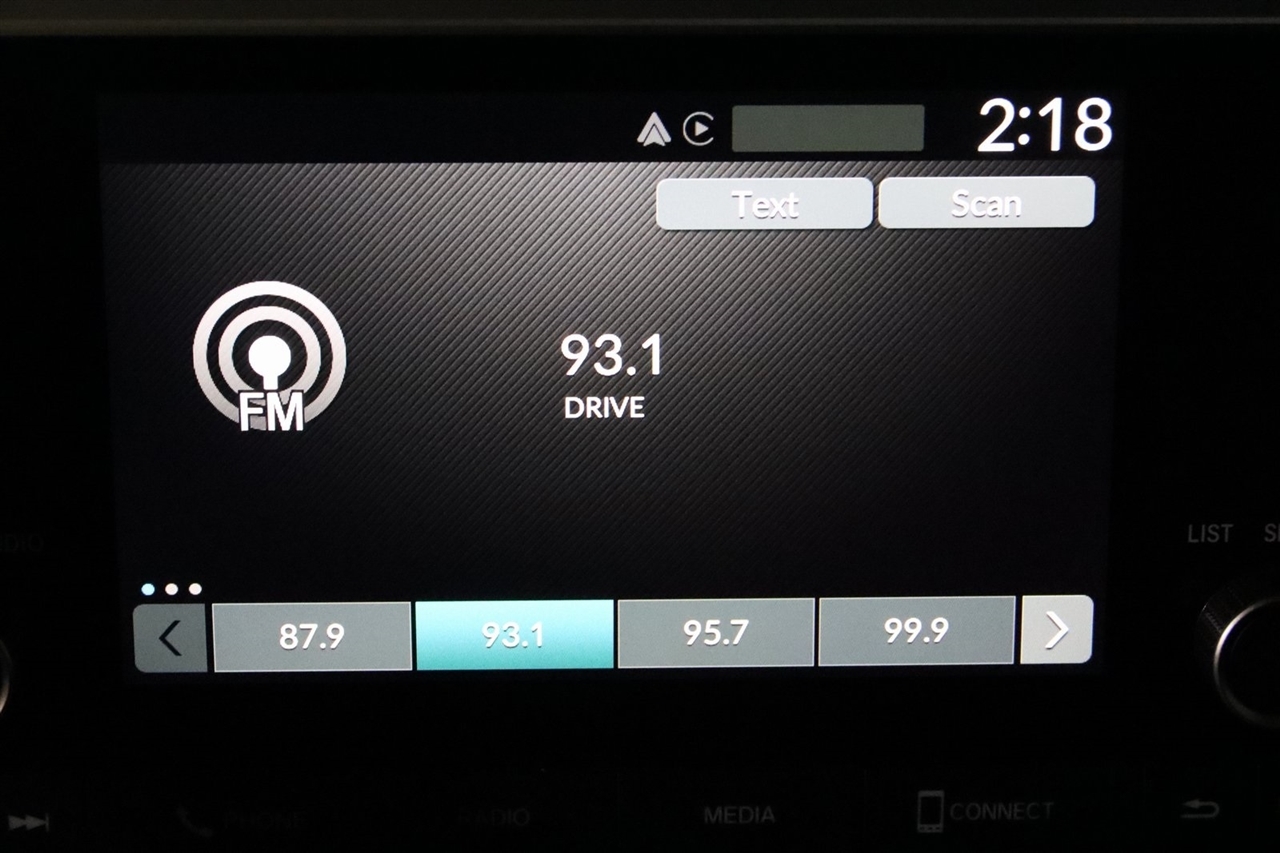 2:18
Text Scan
FM
93.1
DRIVE
LIST
87.9 93.1 95.7 99.9
PHONE RADIO MEDIA CONNECT